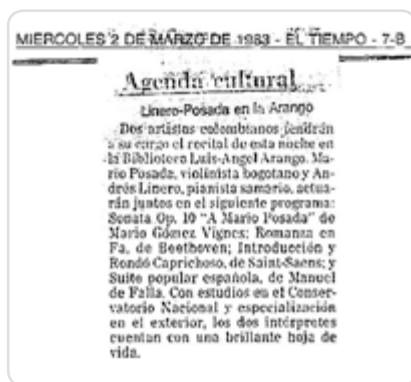 MIERCOLES 2 DE MARZO DE 1983 - EL TIEMPO - 7-B
Agenda cultural
Linero-Posada en la Arango
Dos artistas colombianos tendrán
a su cargo el recital de esta noche en
la Biblioteca Luis-Angel Arango. Ma-
rio Posada, violinista bogotano y An-
drés Linero, pianista samario, actua-
rán juntos en el siguiente programa:
Sonata Op. 10 "A Mario Posada" de
Mario Gómez Vignes; Romanza en
Fa, de Beethoven; Introducción y
Rondó Caprichoso, de Saint-Saens; y
Suite popular española, de Manuel
de Falla. Con estudios en el Conser-
vatorio Nacional y especialización
en el exterior, los dos intérpretes
cuentan con una brillante hoja de
vida.